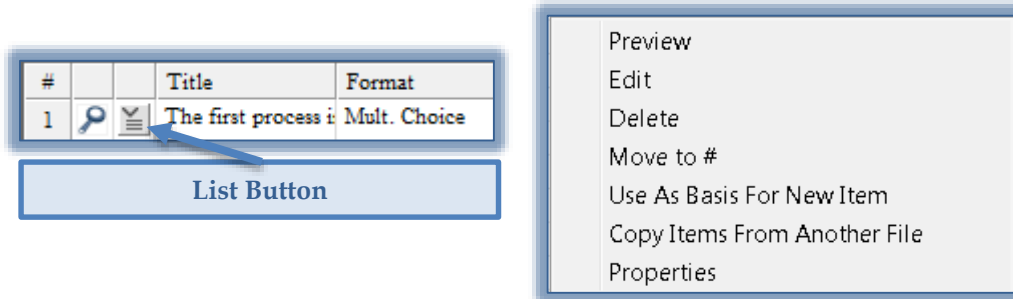 # Title Format
1 The first process i Mult. Choice
List Button
Preview
Edit
Delete
Move to #
Use As Basis For New Item
Copy Items From Another File
Properties